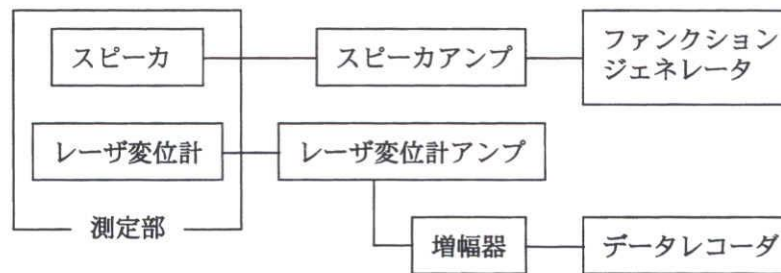 スピーカ
スピーカアンプ
ファンクション
ジェネレータ
レーザ変位計
レーザ変位計アンプ
測定部
増幅器
データレコーダ